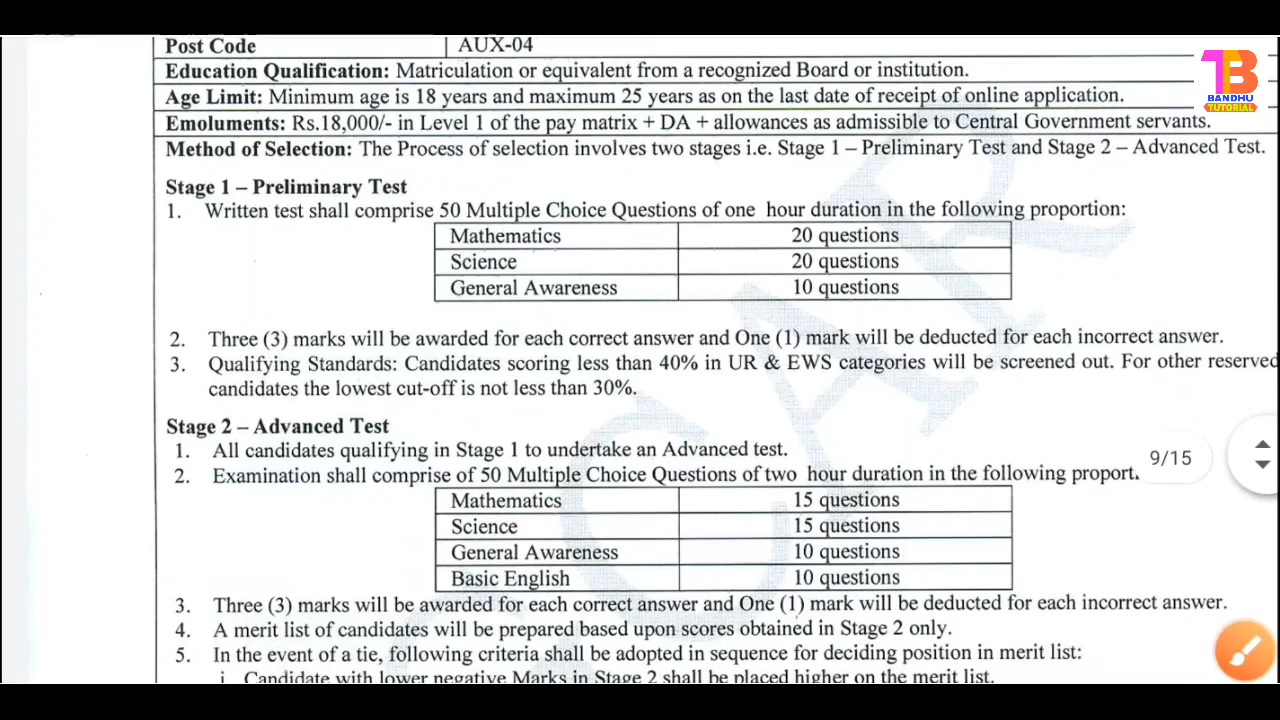 Post Code AUX-04
Education Qualification: Matriculation or equivalent from a recognized Board or institution.
Age Limit: Minimum age is 18 years and maximum 25 years as on the last date of receipt of online application.
Emoluments: Rs.18,000/- in Level 1 of the pay matrix + DA + allowances as admissible to Central Government servants.
Method of Selection: The Process of selection involves two stages i.e. Stage 1 – Preliminary Test and Stage 2 – Advanced Test.
Stage 1 – Preliminary Test
1. Written test shall comprise 50 Multiple Choice Questions of one hour duration in the following proportion:
Mathematics 20 questions
Science 20 questions
General Awareness 10 questions
2. Three (3) marks will be awarded for each correct answer and One (1) mark will be deducted for each incorrect answer.
3. Qualifying Standards: Candidates scoring less than 40% in UR & EWS categories will be screened out. For other reserved
candidates the lowest cut-off is not less than 30%.
Stage 2 – Advanced Test
1. All candidates qualifying in Stage 1 to undertake an Advanced test.
2. Examination shall comprise of 50 Multiple Choice Questions of two hour duration in the following proport
Mathematics 15 questions
Science 15 questions
General Awareness 10 questions
Basic English 10 questions
3. Three (3) marks will be awarded for each correct answer and One (1) mark will be deducted for each incorrect answer.
4. A merit list of candidates will be prepared based upon scores obtained in Stage 2 only.
5. In the event of a tie, following criteria shall be adopted in sequence for deciding position in merit list:
i Candidate with lower negative Marks in Stage 2 shall be placed higher on the merit list.
9/15
TB
BANDHU
TUTORIAL